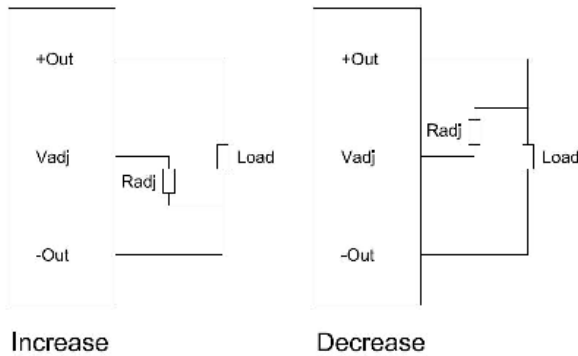 +Out
Vadj
Radj
Load
-Out
Increase
+Out
Radj
Vadj
Load
-Out
Decrease